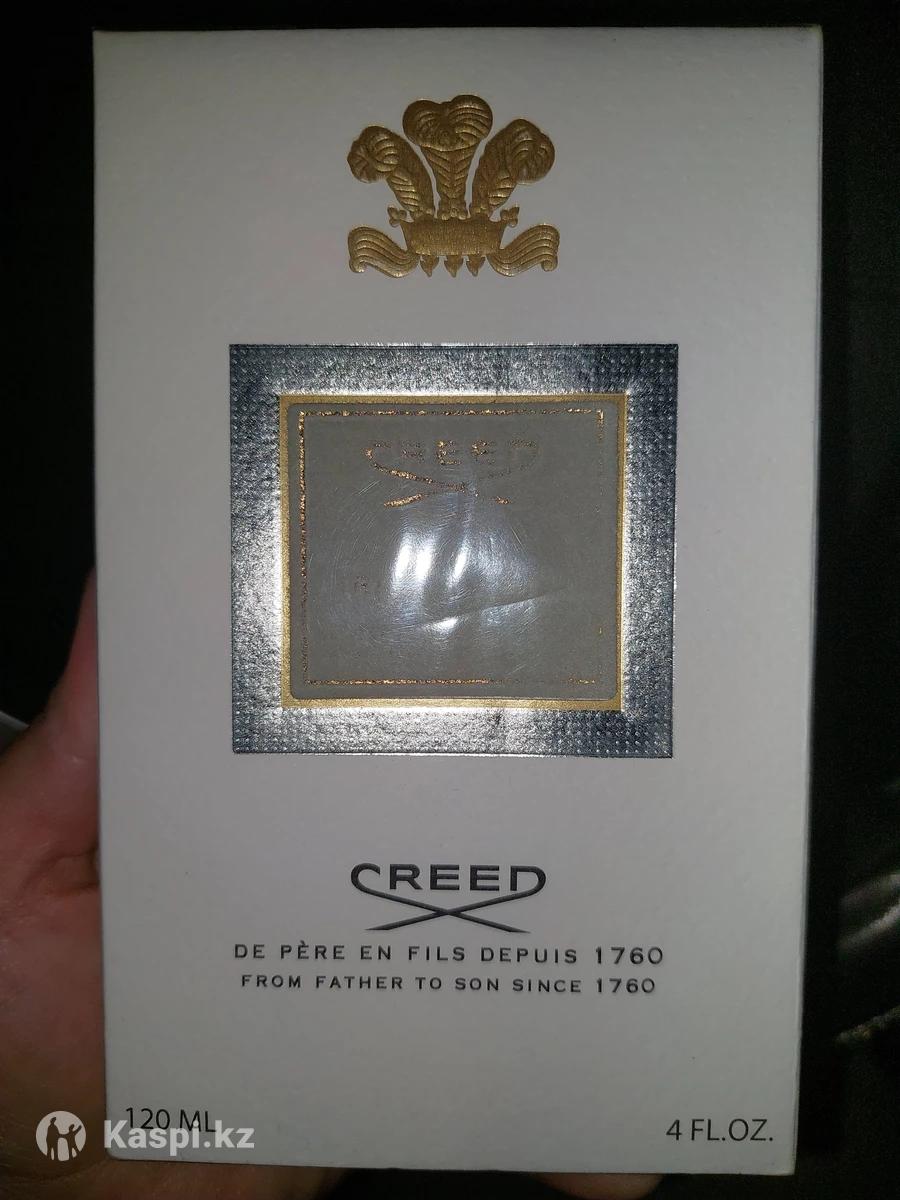 CREED
CREED
DE PÈRE EN FILS DEPUIS 1760
FROM FATHER TO SON SINCE 1760
120 ML
4 FL.OZ.
Kaspi.kz